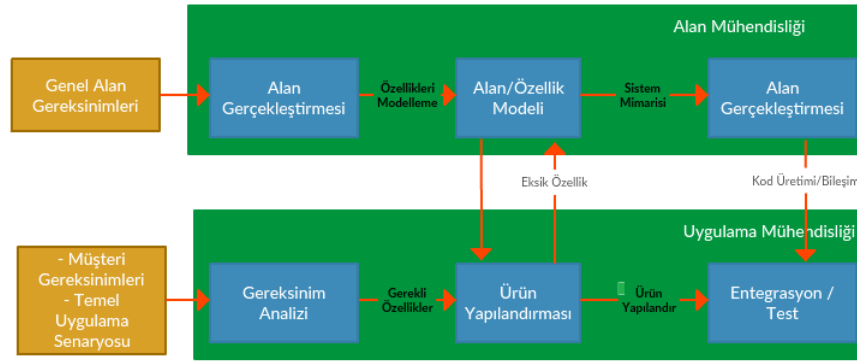 Alan Mühendisliği
Genel Alan
Gereksinimleri
Alan
Gerçekleştirmesi
Özellikleri
Modelleme
Alan/Özellik
Modeli
Sistem
Mimarisi
Alan
Gerçekleştirmesi
Eksik Özellik
Kod Üretimi/Bileşim
Uygulama Mühendisliği
- Müşteri
Gereksinimleri
- Temel
Uygulama
Senaryosu
Gereksinim
Analizi
Gerekli
Özellikler
Ürün
Yapılandırması
Ürün
Yapılandır
Entegrasyon /
Test